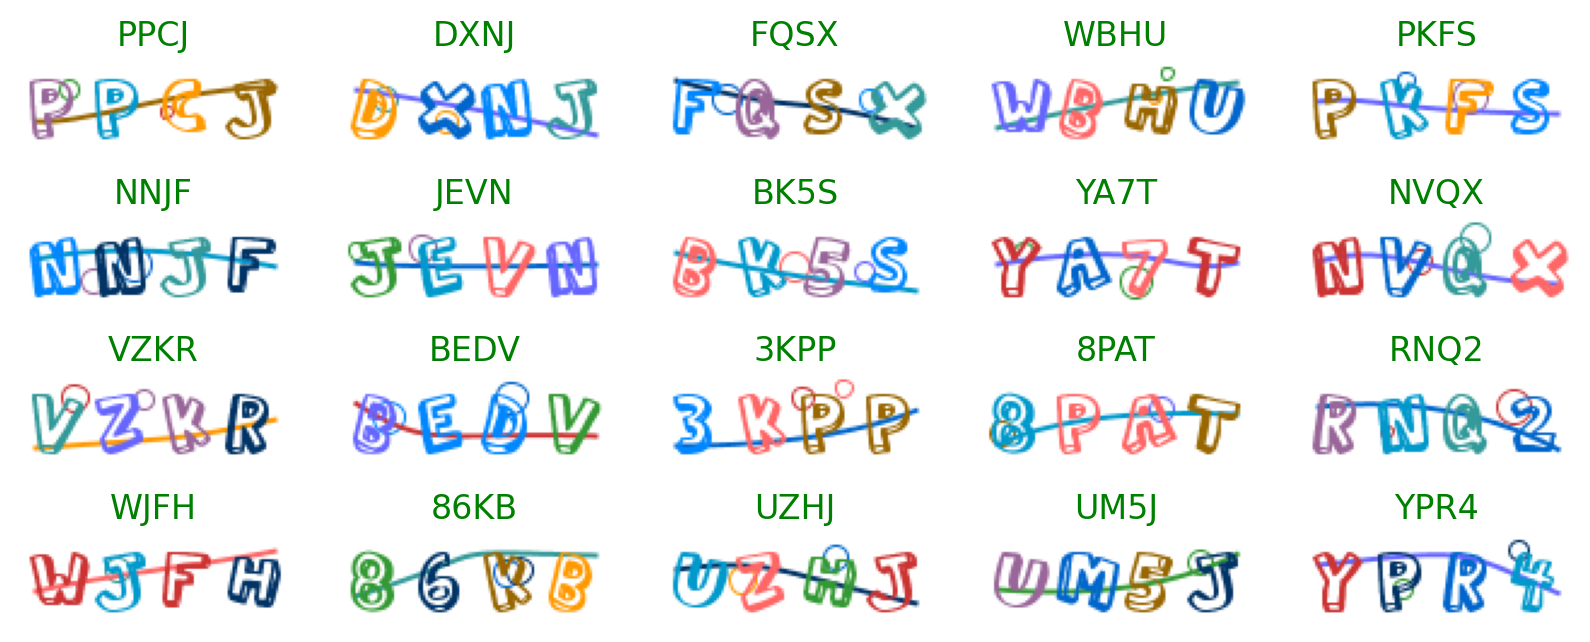 PPCJ DXNJ FQSX WBHU PKFS
PPCJ DXNJ FQSX WBHU PKFS
NNJF JEVN BK5S YA7T NVQX
NNJF JEVN BK5S YA7T NVQX
VZKR BEDV 3KPP 8PAT RNQ2
VZKR BEDV 3KPP 8PAT RNQ2
WJFH 86KB UZHJ UM5J YPR4
WJFH 86KB UZHJ UM5J YPR4